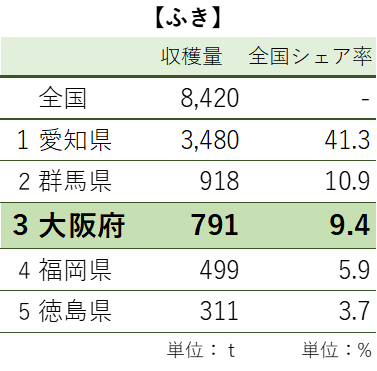 【ふき】
収穫量 全国シェア率
全国 8,420 -
1 愛知県 3,480 41.3
2 群馬県 918 10.9
3 大阪府 791 9.4
4 福岡県 499 5.9
5 徳島県 311 3.7
単位：ｔ 単位：%